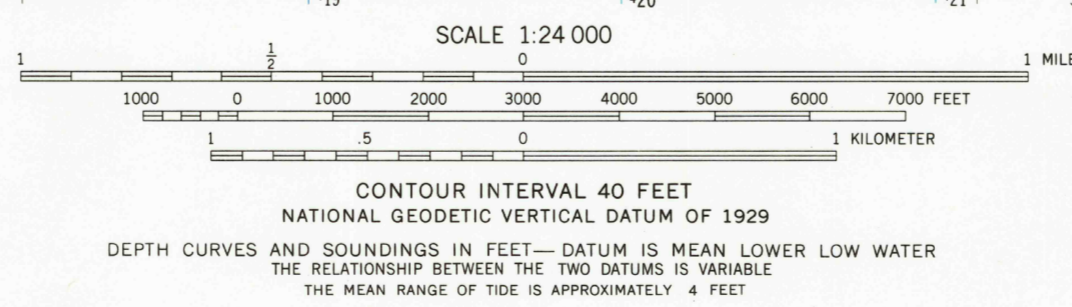 19 20 21
SCALE 1:24 000
1 1/2 0 1 MILE
1000 0 1000 2000 3000 4000 5000 6000 7000 FEET
1 .5 0 1 KILOMETER
CONTOUR INTERVAL 40 FEET
NATIONAL GEODETIC VERTICAL DATUM OF 1929
DEPTH CURVES AND SOUNDINGS IN FEET—DATUM IS MEAN LOWER LOW WATER
THE RELATIONSHIP BETWEEN THE TWO DATUMS IS VARIABLE
THE MEAN RANGE OF TIDE IS APPROXIMATELY 4 FEET